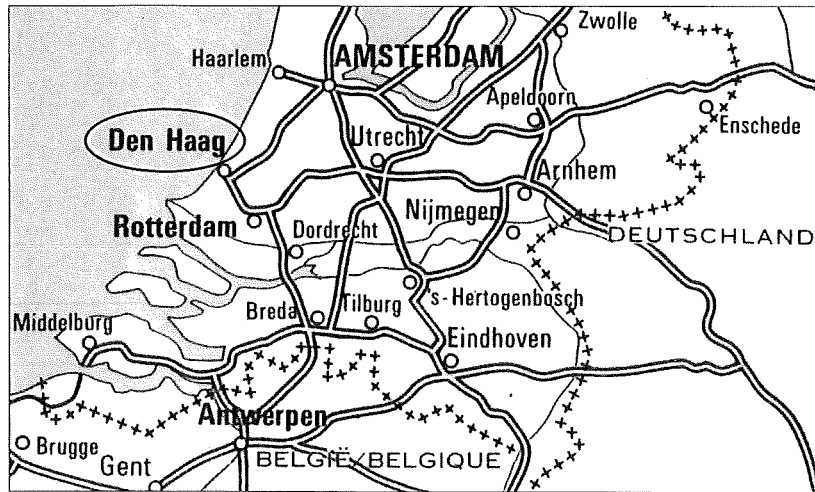 Zwolle
Haarlem
AMSTERDAM
Apeldoorn
Enschede
Den Haag
Utrecht
Arnhem
Rotterdam
Dordrecht
Nijmegen
DEUTSCHLAND
's-Hertogenbosch
Breda
Tilburg
Middelburg
Eindhoven
Antwerpen
Brugge
Gent
BELGIË/BELGIQUE